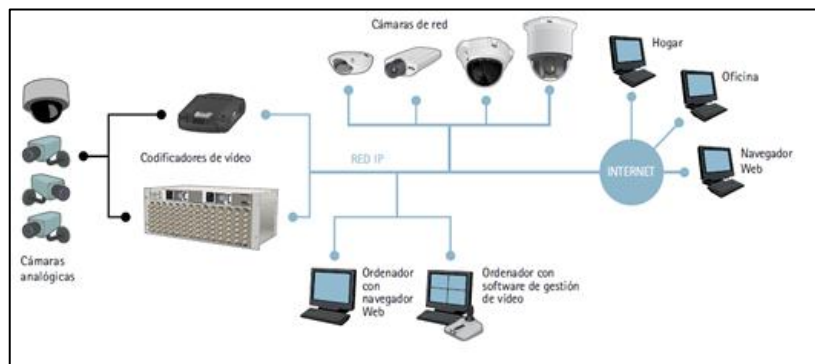 Cámaras de red
Hogar
Oficina
Codificadores de vídeo
RED IP
INTERNET
Navegador
Web
Cámaras
analógicas
Ordenador
con
navegador
Web
Ordenador con
software de gestión
de vídeo